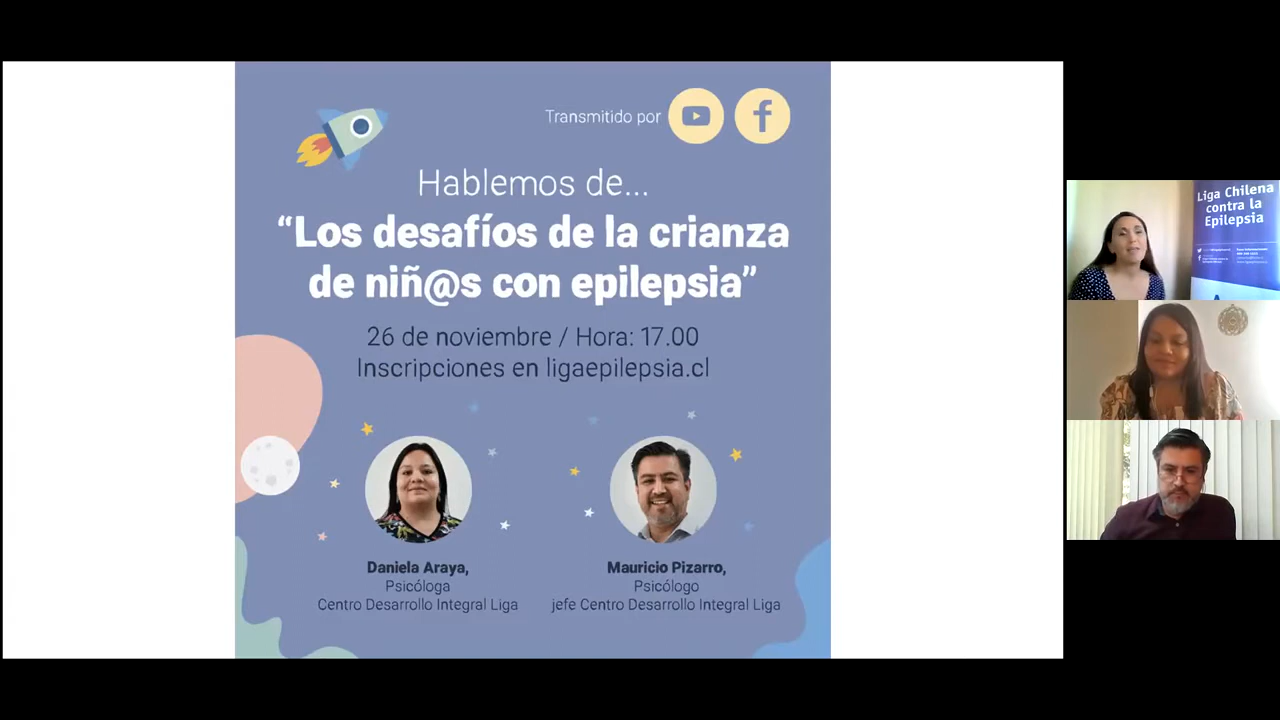 Transmitido por
Hablemos de...
“Los desafíos de la crianza
de niñ@s con epilepsia”
26 de noviembre / Hora: 17.00
Inscripciones en ligaepilepsia.cl
Daniela Araya,
Psicóloga
Centro Desarrollo Integral Liga
Mauricio Pizarro,
Psicólogo
jefe Centro Desarrollo Integral Liga
Liga Chilena
contra la
Epilepsia